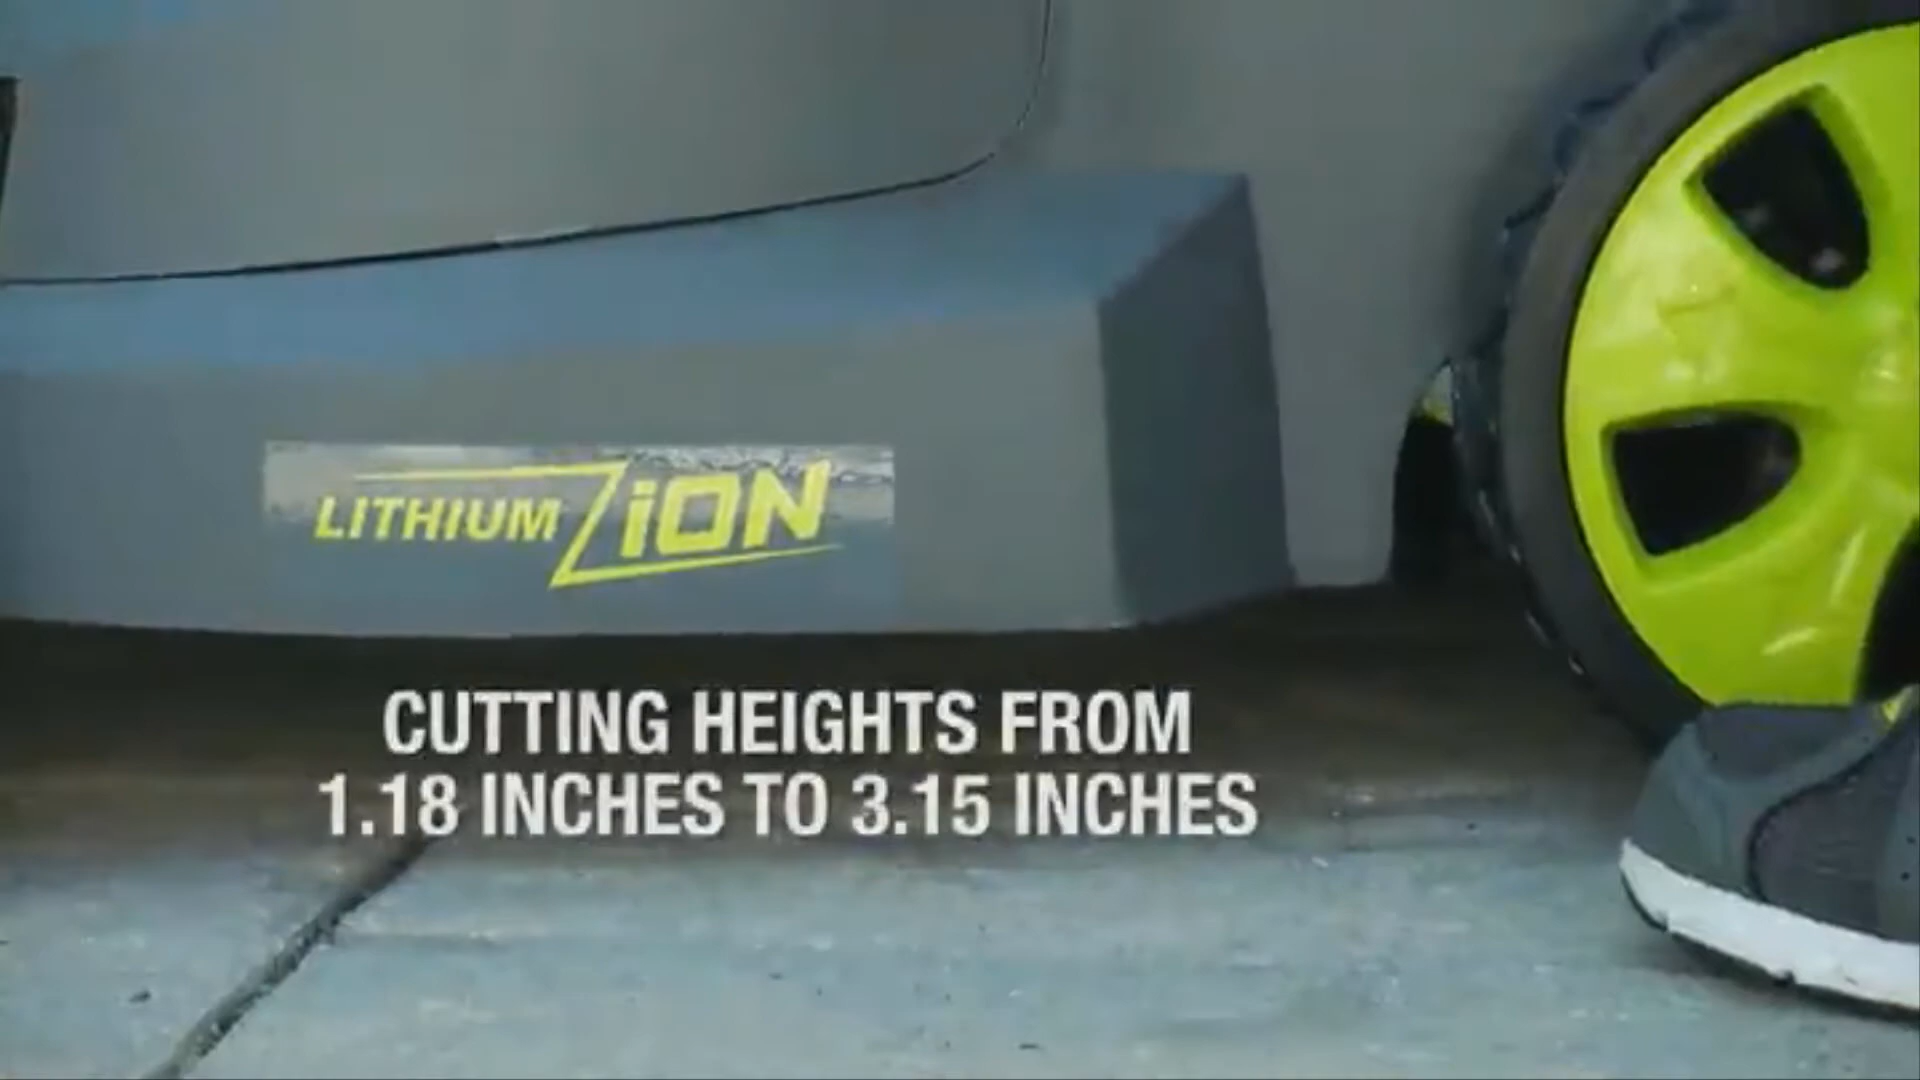 LITHIUM iON
CUTTING HEIGHTS FROM
1.18 INCHES TO 3.15 INCHES